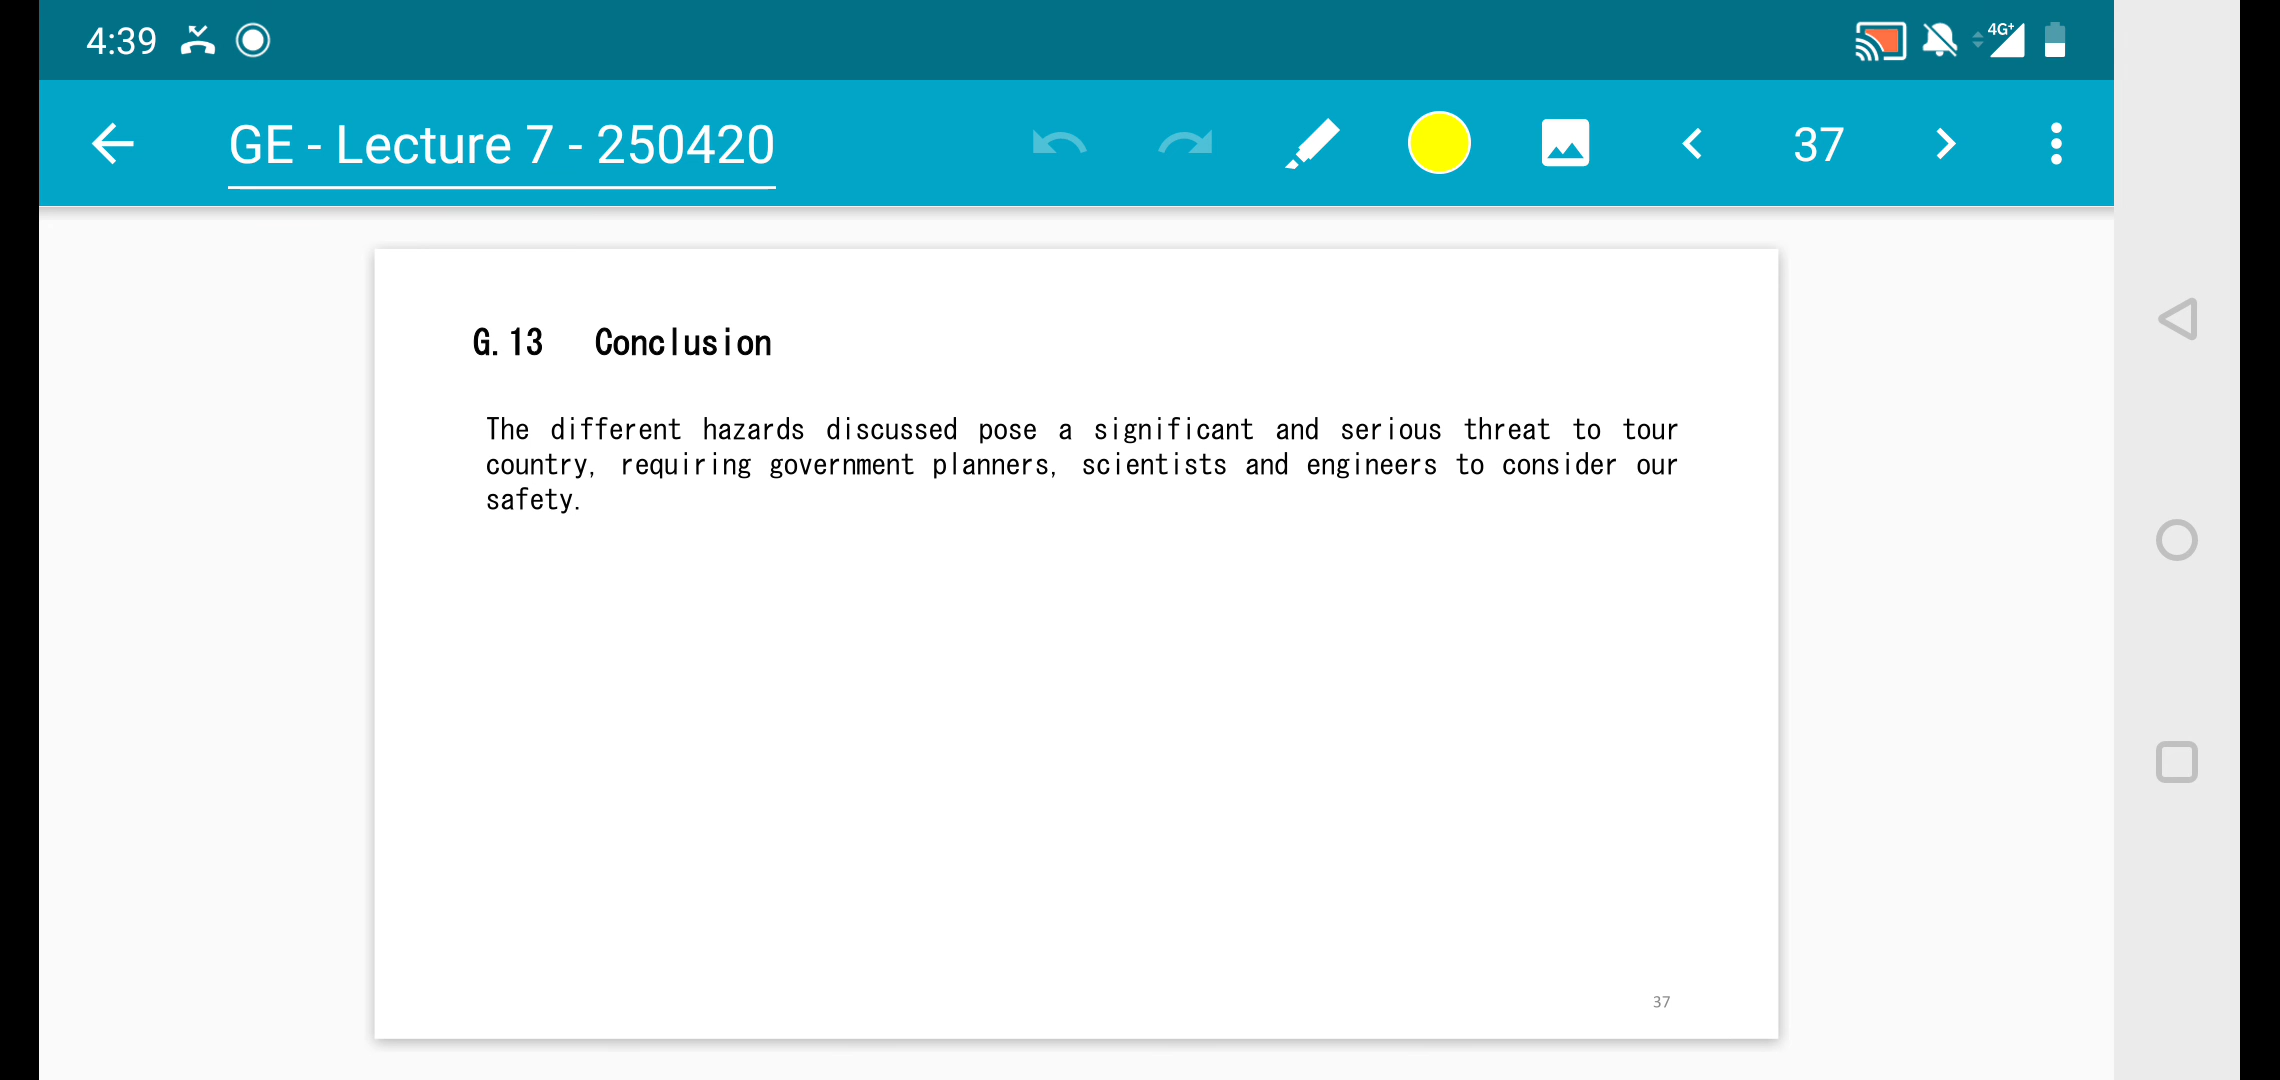 4:39
4G+
GE - Lecture 7 - 250420
37
G.13 Conclusion
The different hazards discussed pose a significant and serious threat to tour
country, requiring government planners, scientists and engineers to consider our
safety.
37